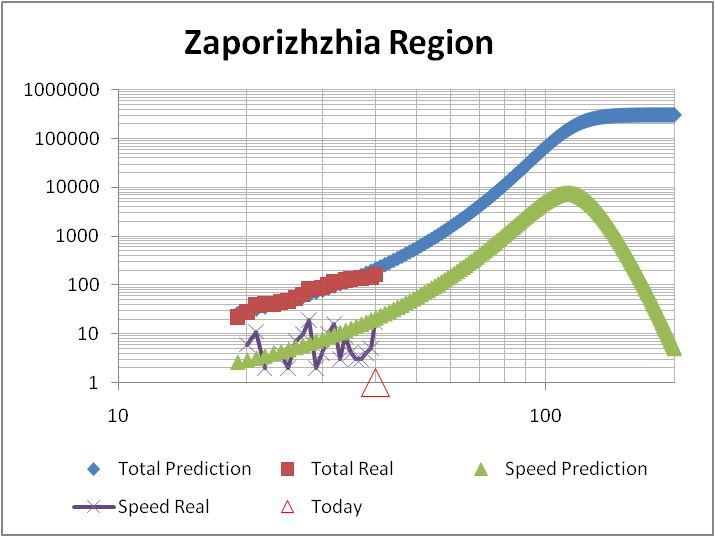 Zaporizhzhia Region
1000000
100000
10000
1000
100
10
1
10 100
Total Prediction Total Real Speed Prediction
Speed Real Today